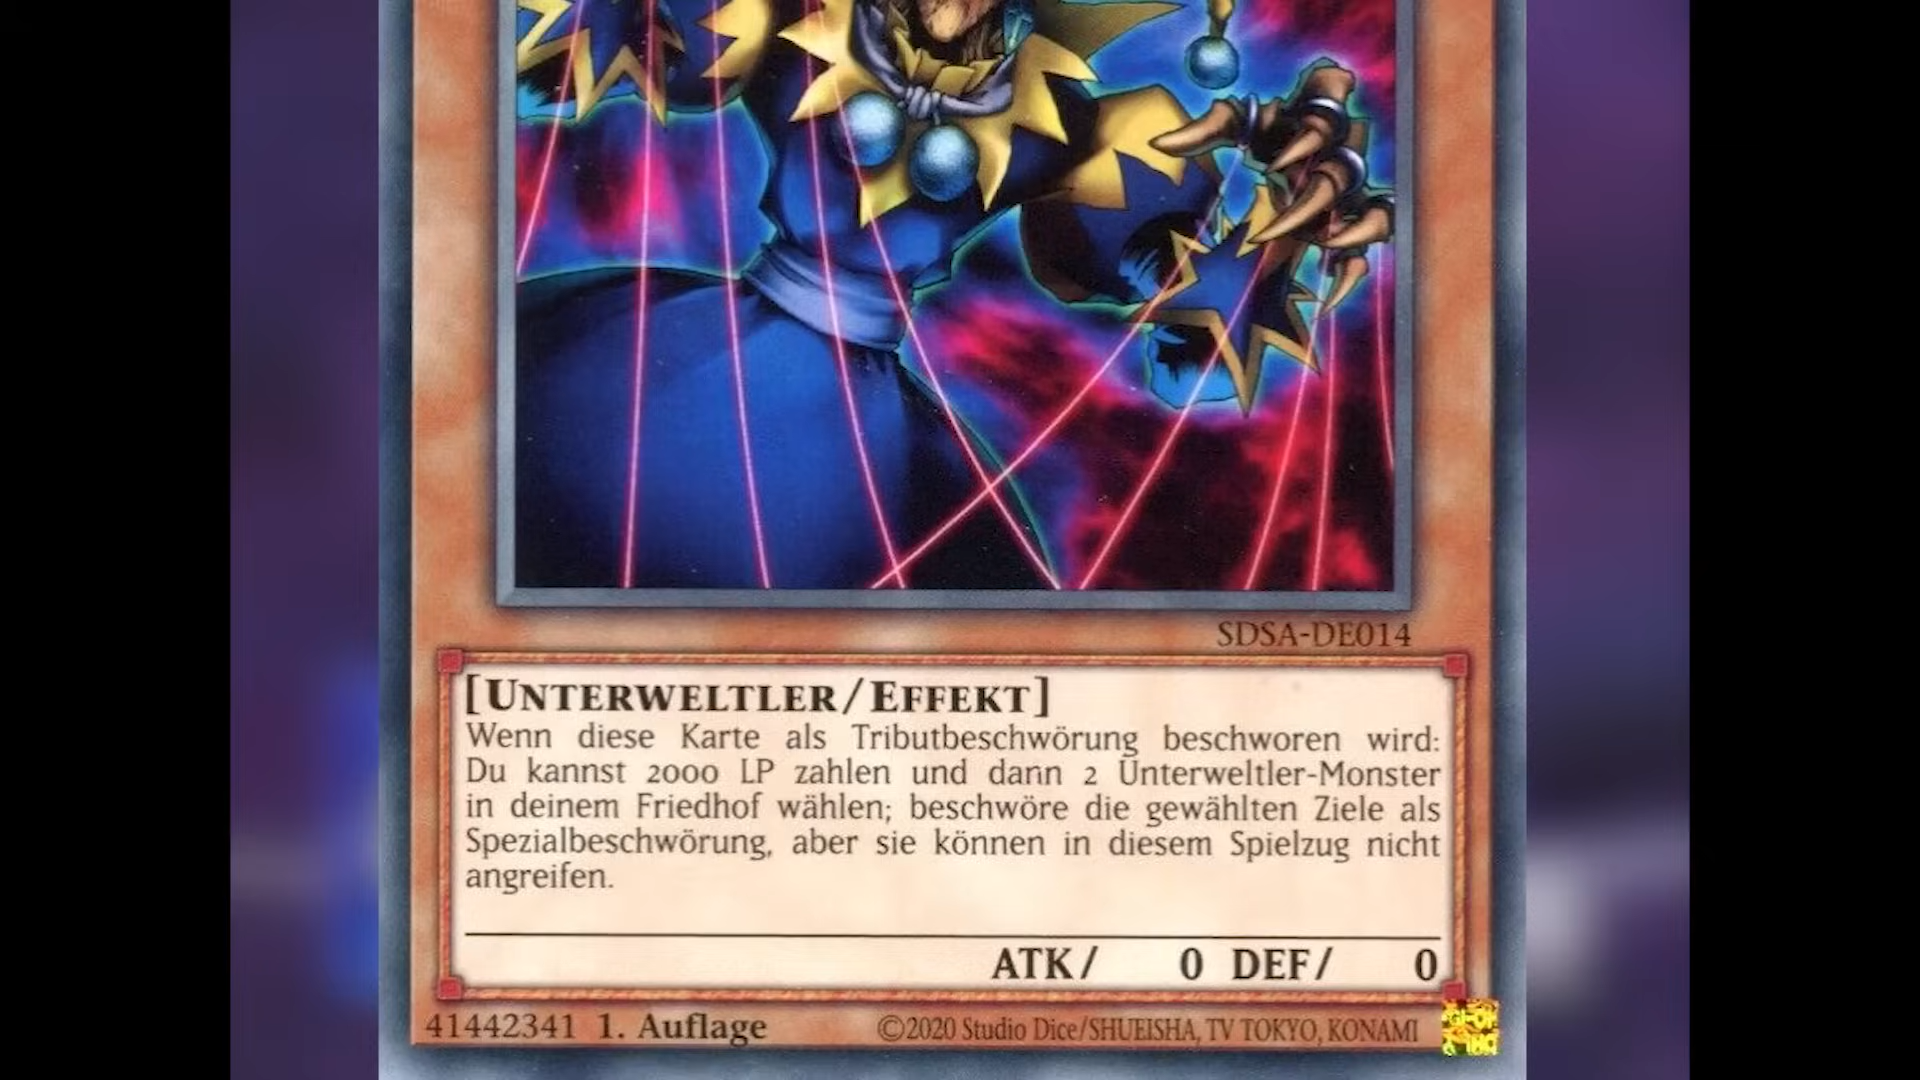 SDSA-DE014
[UNTERWELTLER/EFFEKT]
Wenn diese Karte als Tributbeschwörung beschworen wird:
Du kannst 2000 LP zahlen und dann 2 Unterweltler-Monster
in deinem Friedhof wählen; beschwöre die gewählten Ziele als
Spezialbeschwörung, aber sie können in diesem Spielzug nicht
angreifen.
ATK/ 0 DEF/ 0
41442341 1. Auflage ©2020 Studio Dice/SHUEISHA, TV TOKYO, KONAMI